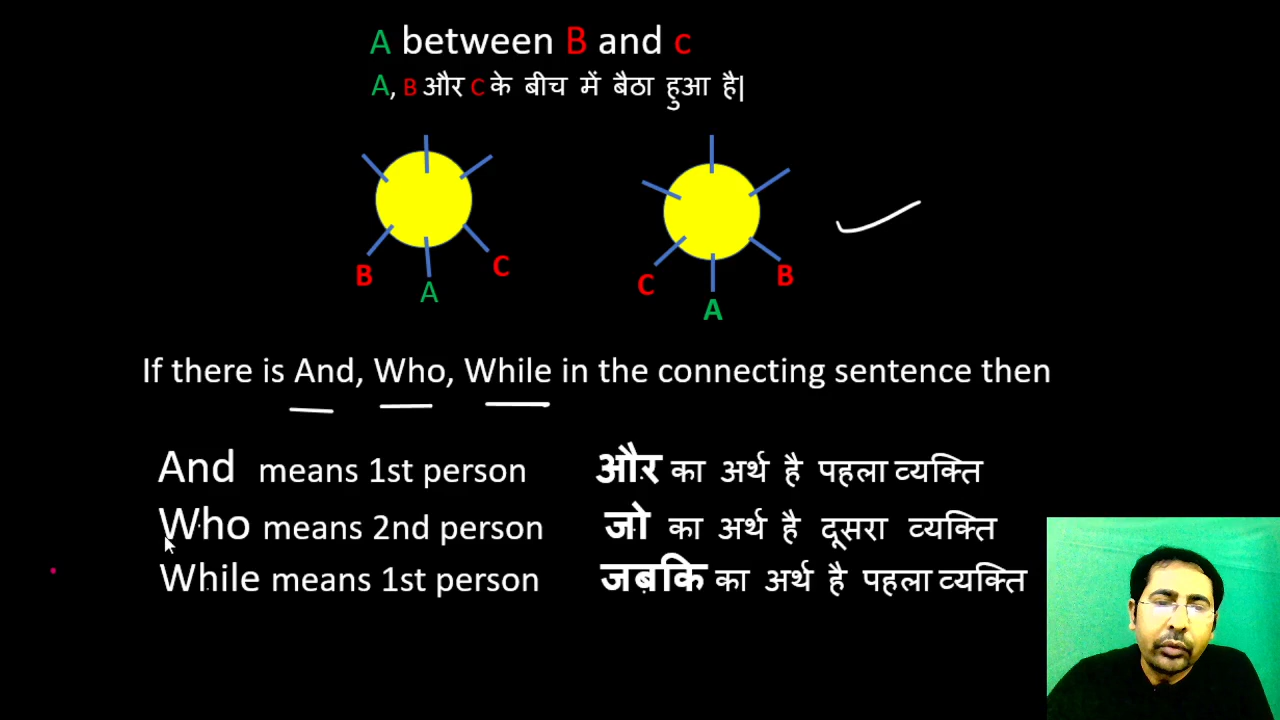 A between B and c
A, B और C के बीच में बैठा हुआ है|
B
A
C
C
A
B
If there is And, Who, While in the connecting sentence then
And means 1st person
और का अर्थ है पहला व्यक्ति
Who means 2nd person
जो का अर्थ है दूसरा व्यक्ति
While means 1st person
जबकि का अर्थ है पहला व्यक्ति